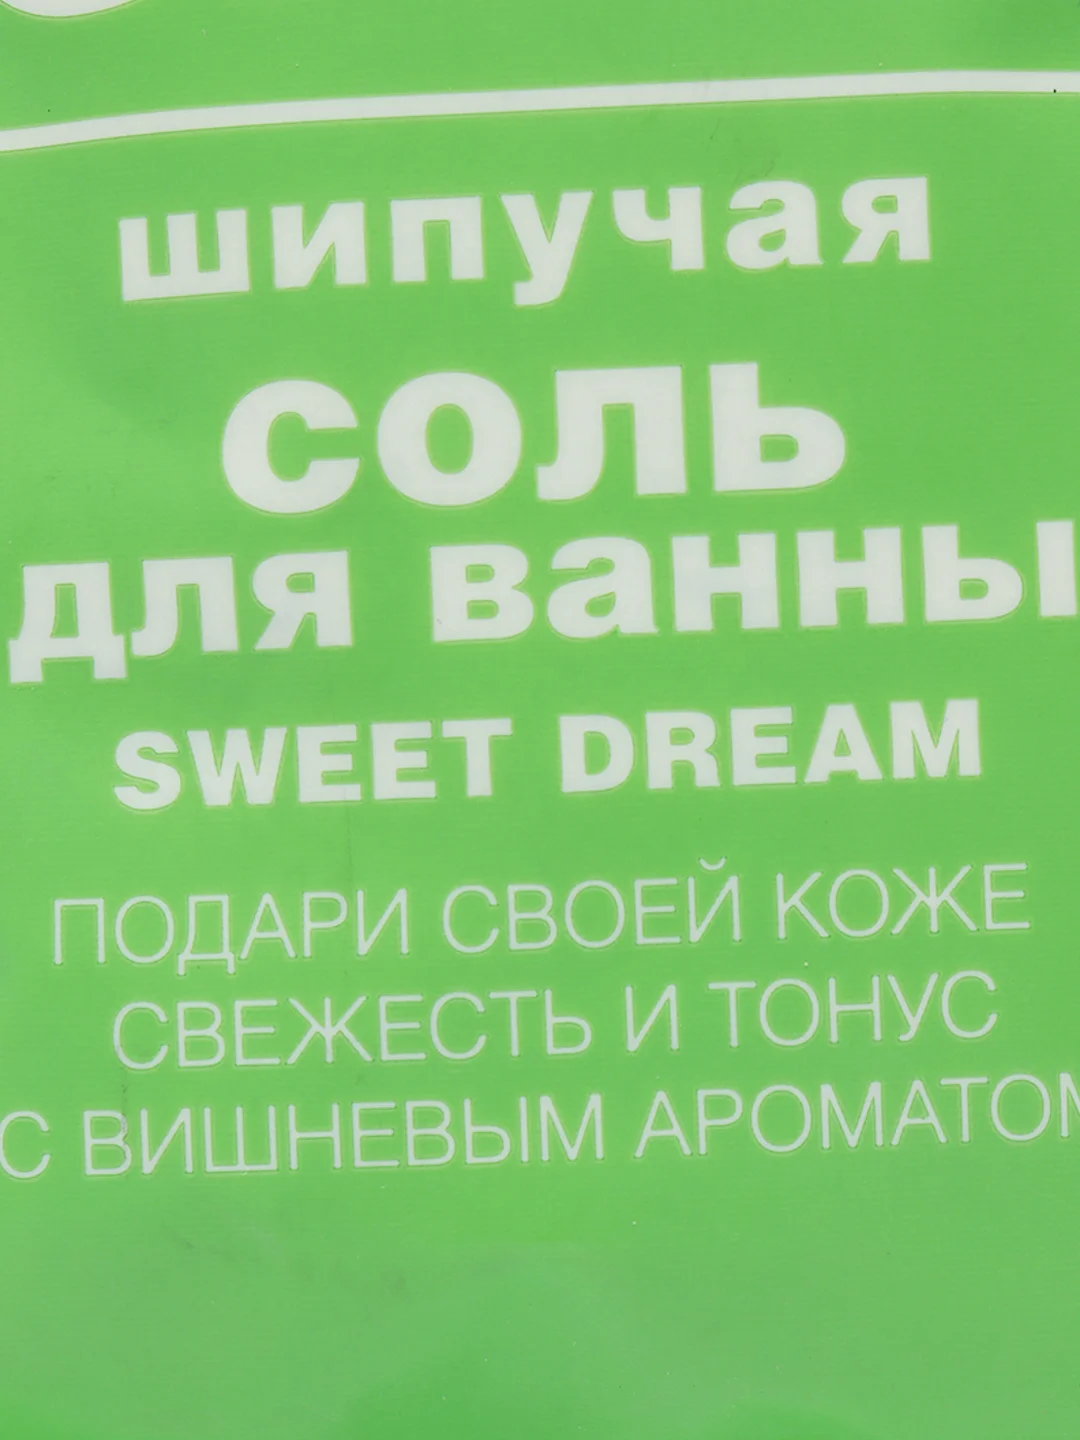 шипучая
соль
для ванны
SWEET DREAM
ПОДАРИ СВОЕЙ КОЖЕ
СВЕЖЕСТЬ И ТОНУС
С ВИШНЕВЫМ АРОМАТОМ